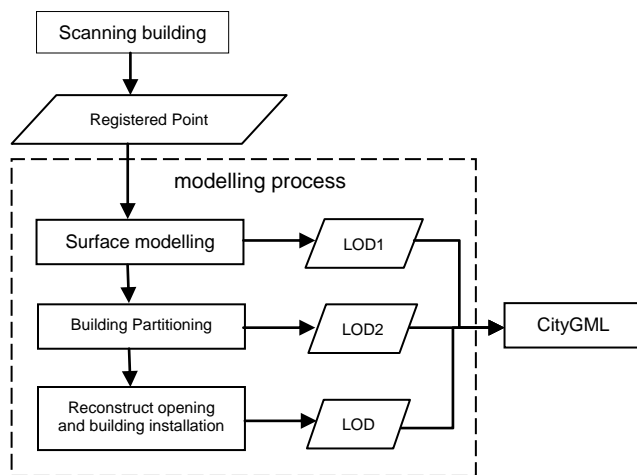 Scanning building
Registered Point
modelling process
Surface modelling
LOD1
Building Partitioning
LOD2
CityGML
Reconstruct opening
and building installation
LOD